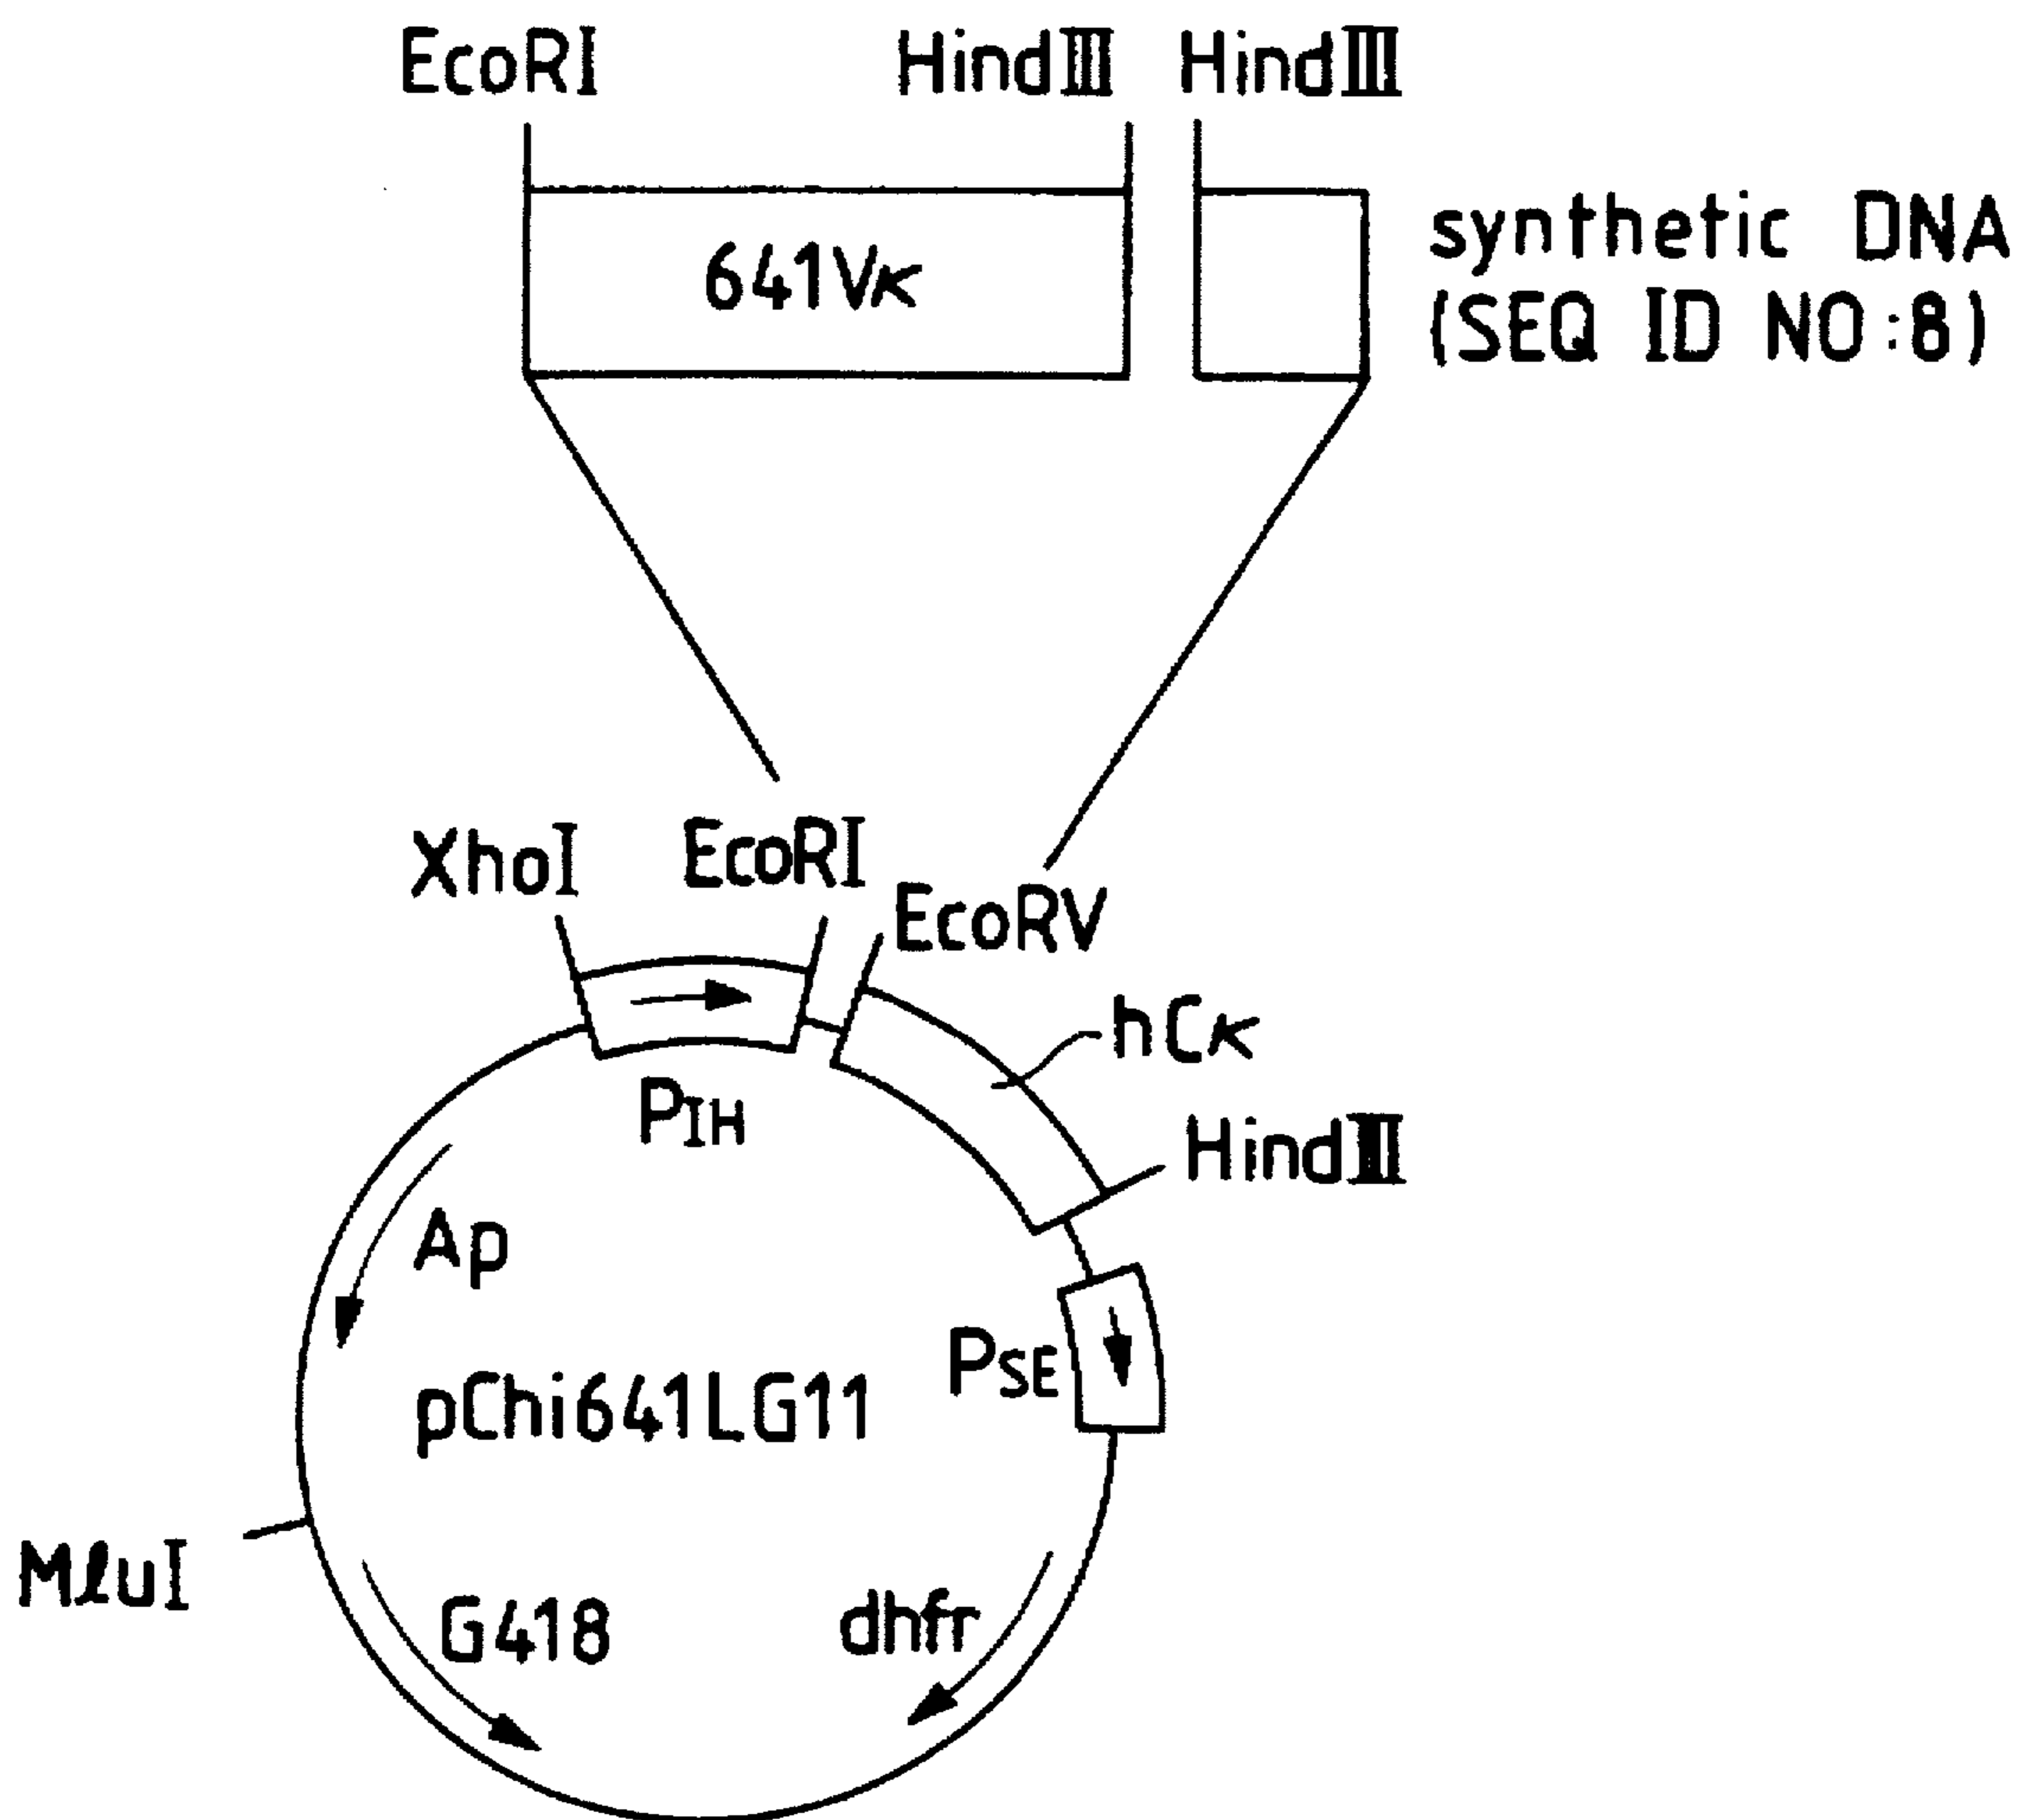 EcoRI HindIII HindIII
641Vκ
synthetic DNA
(SEQ ID NO:8)
XhoI EcoRI
EcoRV
hCκ
PIH
HindIII
Ap
PSE
pChi641LG11
MluI
G418
dhfr